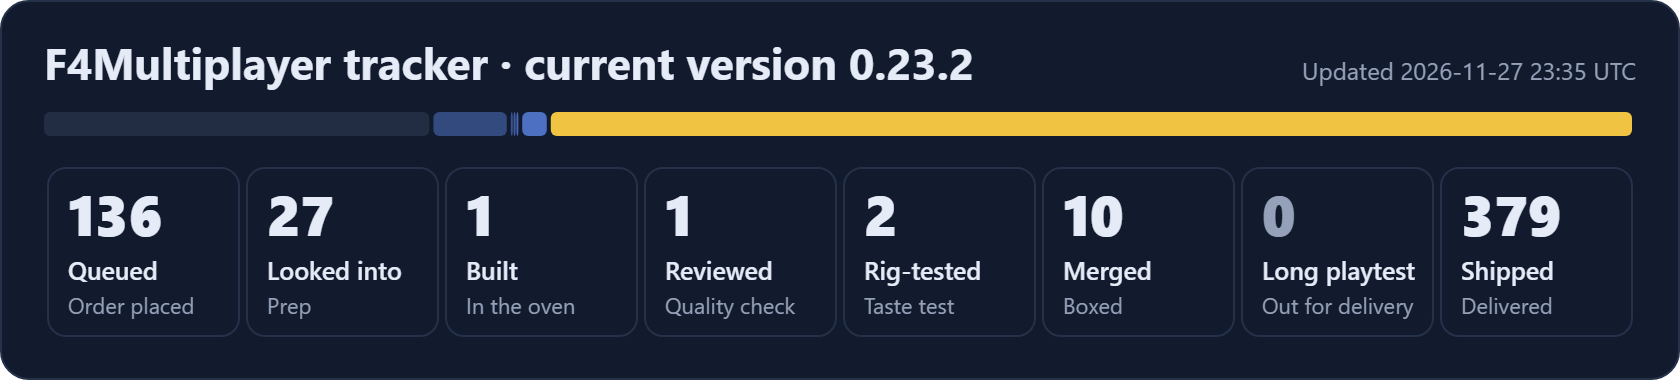 F4Multiplayer tracker · current version 0.23.2
Updated 2026-11-27 23:35 UTC
136
Queued
Order placed
27
Looked into
Prep
1
Built
In the oven
1
Reviewed
Quality check
2
Rig-tested
Taste test
10
Merged
Boxed
0
Long playtest
Out for delivery
379
Shipped
Delivered